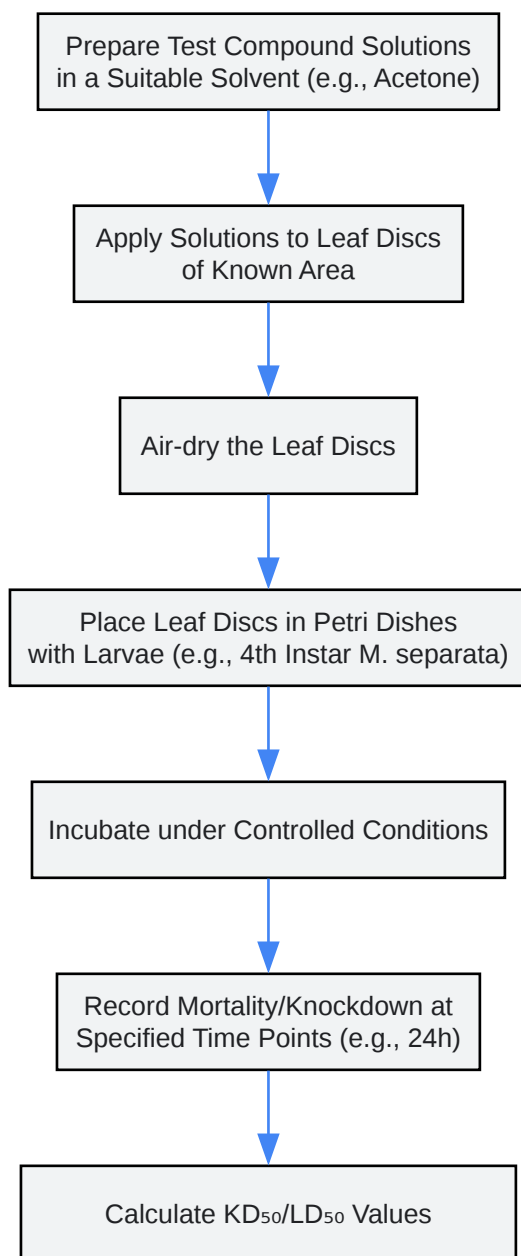 Prepare Test Compound Solutions
in a Suitable Solvent (e.g., Acetone)
Apply Solutions to Leaf Discs
of Known Area
Air-dry the Leaf Discs
Place Leaf Discs in Petri Dishes
with Larvae (e.g., 4th Instar M. separata)
Incubate under Controlled Conditions
Record Mortality/Knockdown at
Specified Time Points (e.g., 24h)
Calculate KD₅₀/LD₅₀ Values